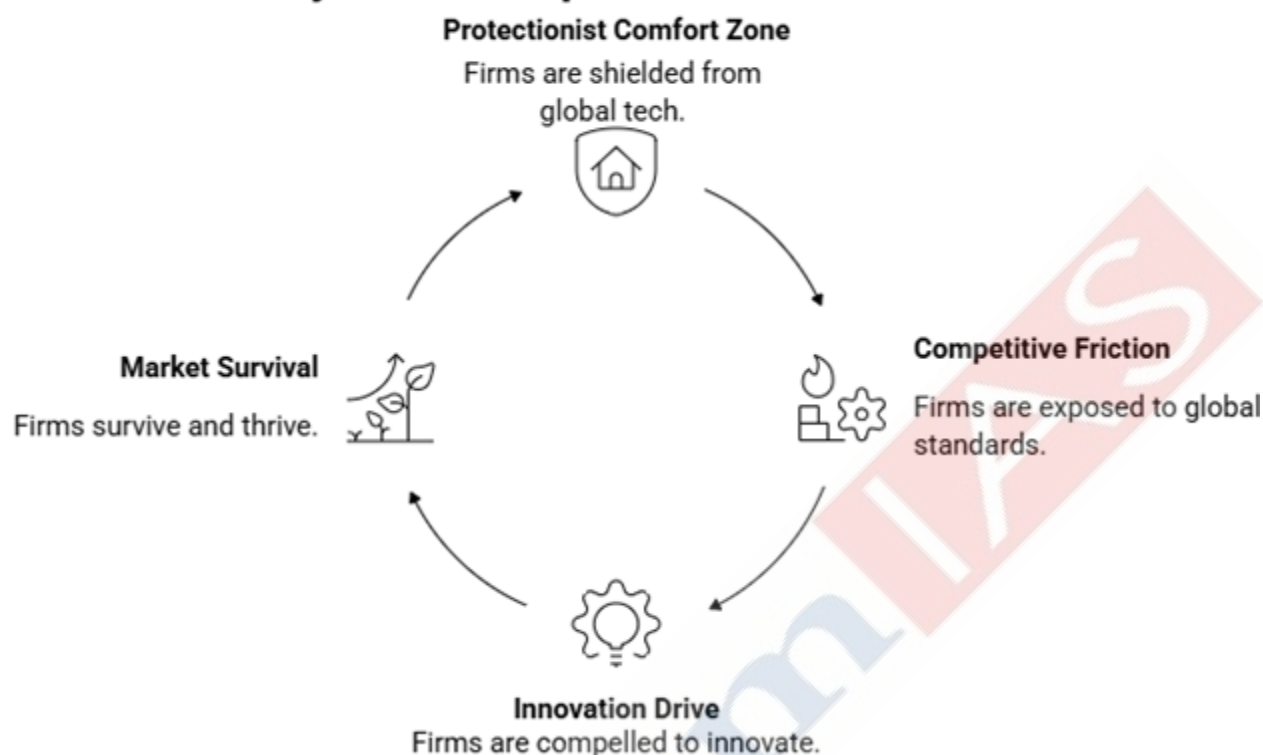 Protectionist Comfort Zone
Firms are shielded from
global tech.
Market Survival
Firms survive and thrive.
Competitive Friction
Firms are exposed to global
standards.
Innovation Drive
Firms are compelled to innovate.
mIAS